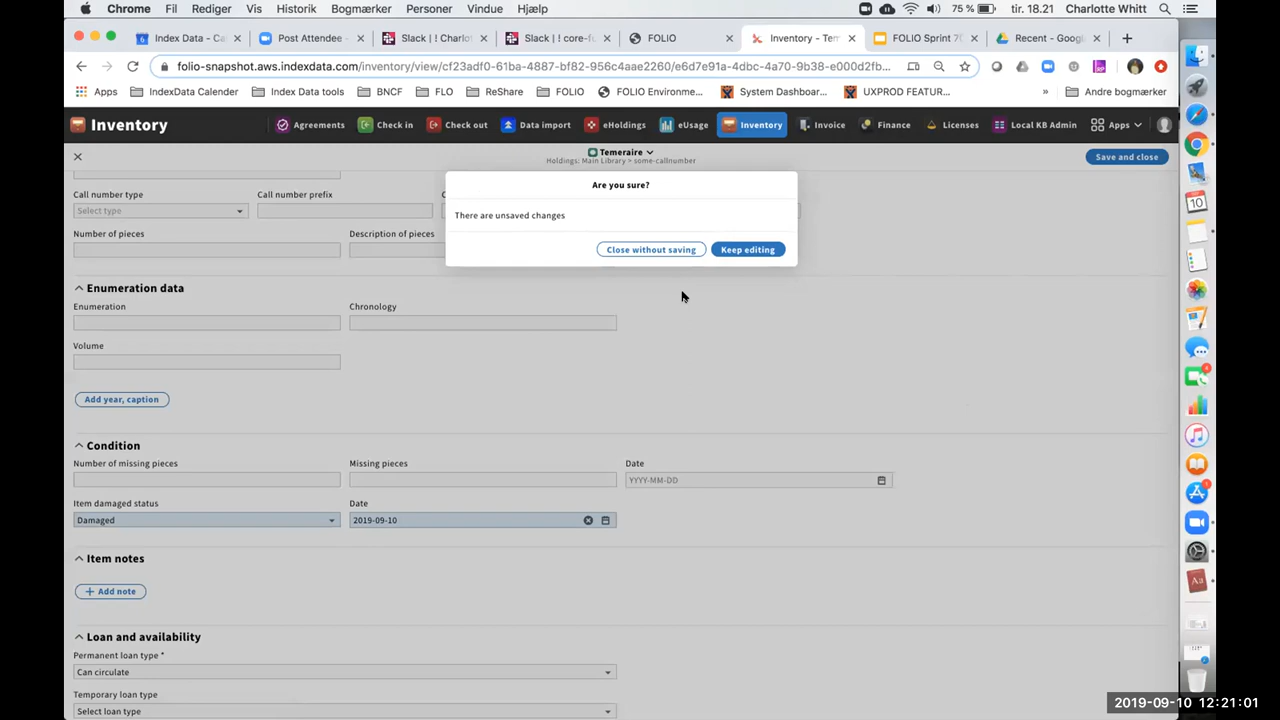 Chrome Fil Rediger Vis Historik Bogmærker Personer Vindue Hjælp 75 % tir. 18.21 Charlotte Whitt
Index Data - C Post Attendee - Slack | ! Charlo Slack | ! core-f FOLIO Inventory - Tem FOLIO Sprint 7 Recent - Googl
folio-snapshot.aws.indexdata.com/inventory/view/cf23adf0-61ba-4887-bf82-956c4aae2260/e6d7e91a-4dbc-4a70-9b38-e000d2fb...
Apps IndexData Calender Index Data tools BNCF FLO ReShare FOLIO FOLIO Environme... System Dashboar... UXPROD FEATUR... » Andre bogmærker
Inventory Agreements Check in Check out Data import eHoldings eUsage Inventory Invoice Finance Licenses Local KB Admin Apps
Temeraire
Holdings: Main Library > some-callnumber
Save and close
Are you sure?
There are unsaved changes
Close without saving Keep editing
Call number type Call number prefix
Select type
Number of pieces Description of pieces
Enumeration data
Enumeration Chronology
Volume
Add year, caption
Condition
Number of missing pieces Missing pieces Date
YYYY-MM-DD
Item damaged status Date
Damaged 2019-09-10
Item notes
+ Add note
Loan and availability
Permanent loan type *
Can circulate
Temporary loan type
Select loan type
2019-09-10 12:21:01